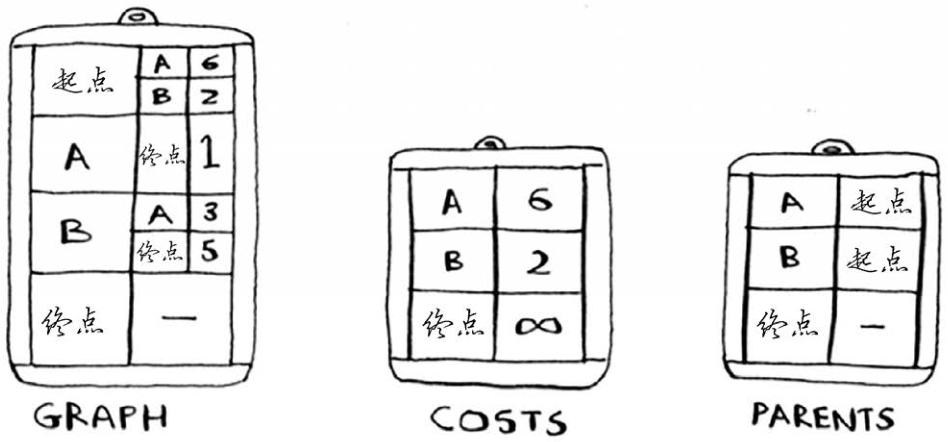 起点 A 6
B 2
A 终点 1
B A 3
终点 5
终点 —
GRAPH
A 6
B 2
终点 ∞
COSTS
A 起点
B 起点
终点 —
PARENTS